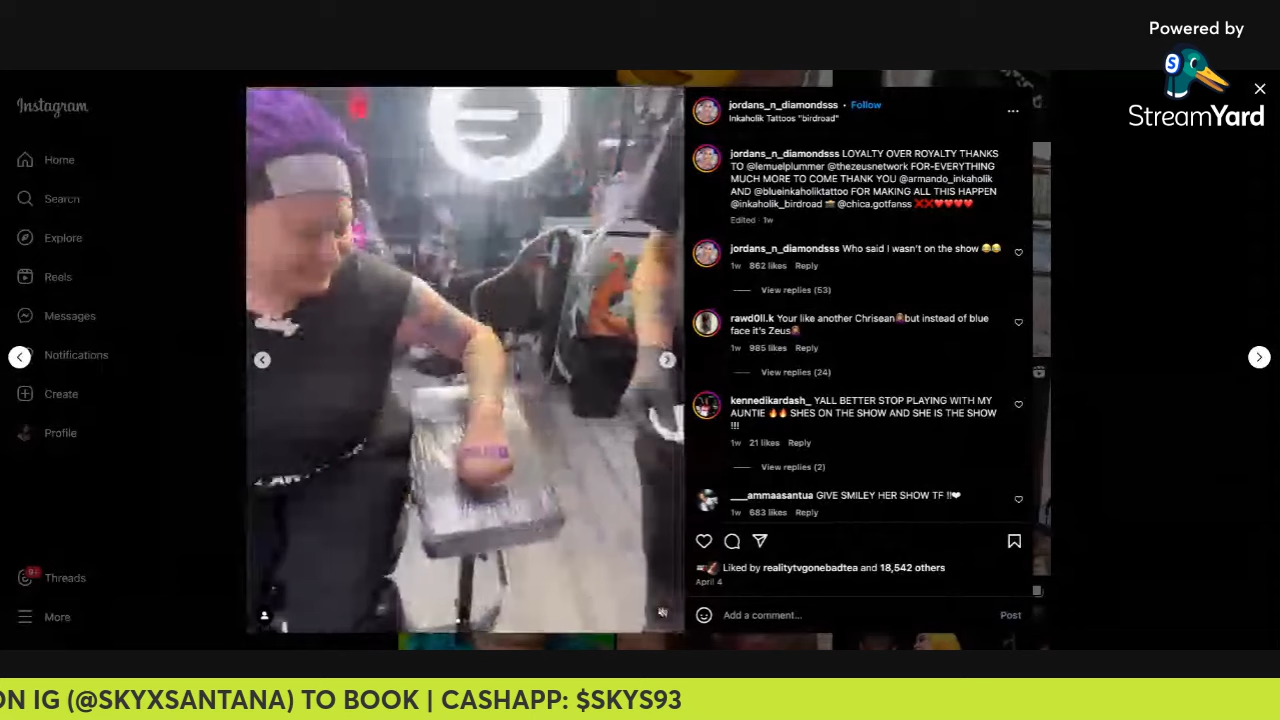 Powered by
StreamYard
Instagram
Home
Search
Explore
Reels
Messages
Notifications
Create
Profile
9+
Threads
More
jordans_n_diamondsss • Follow
Inkaholik Tattoos "birdroad"
jordans_n_diamondsss LOYALTY OVER ROYALTY THANKS
TO @lemuelplummer @thezeusnetwork FOR-EVERYTHING
MUCH MORE TO COME THANK YOU @armando_inkaholik
AND @blueinkaholiktattoo FOR MAKING ALL THIS HAPPEN
@inkaholik_birdroad @chica.gotfanss ❌❌❤️❤️❤️❤️
Edited · 1w
jordans_n_diamondsss Who said I wasn't on the show 😂😂
1w 862 likes Reply
View replies (53)
rawd0ll.k Your like another Chrisean but instead of blue
face it's Zeus
1w 985 likes Reply
View replies (24)
kennedikardash_ YALL BETTER STOP PLAYING WITH MY
AUNTIE 🔥🔥 SHES ON THE SHOW AND SHE IS THE SHOW
!!!
1w 21 likes Reply
View replies (2)
___ammaasantua GIVE SMILEY HER SHOW TF !!❤
1w 683 likes Reply
Liked by realitytvgonebadtea and 18,542 others
April 4
Add a comment...
Post
ON IG (@SKYXSANTANA) TO BOOK | CASHAPP: $SKYS93